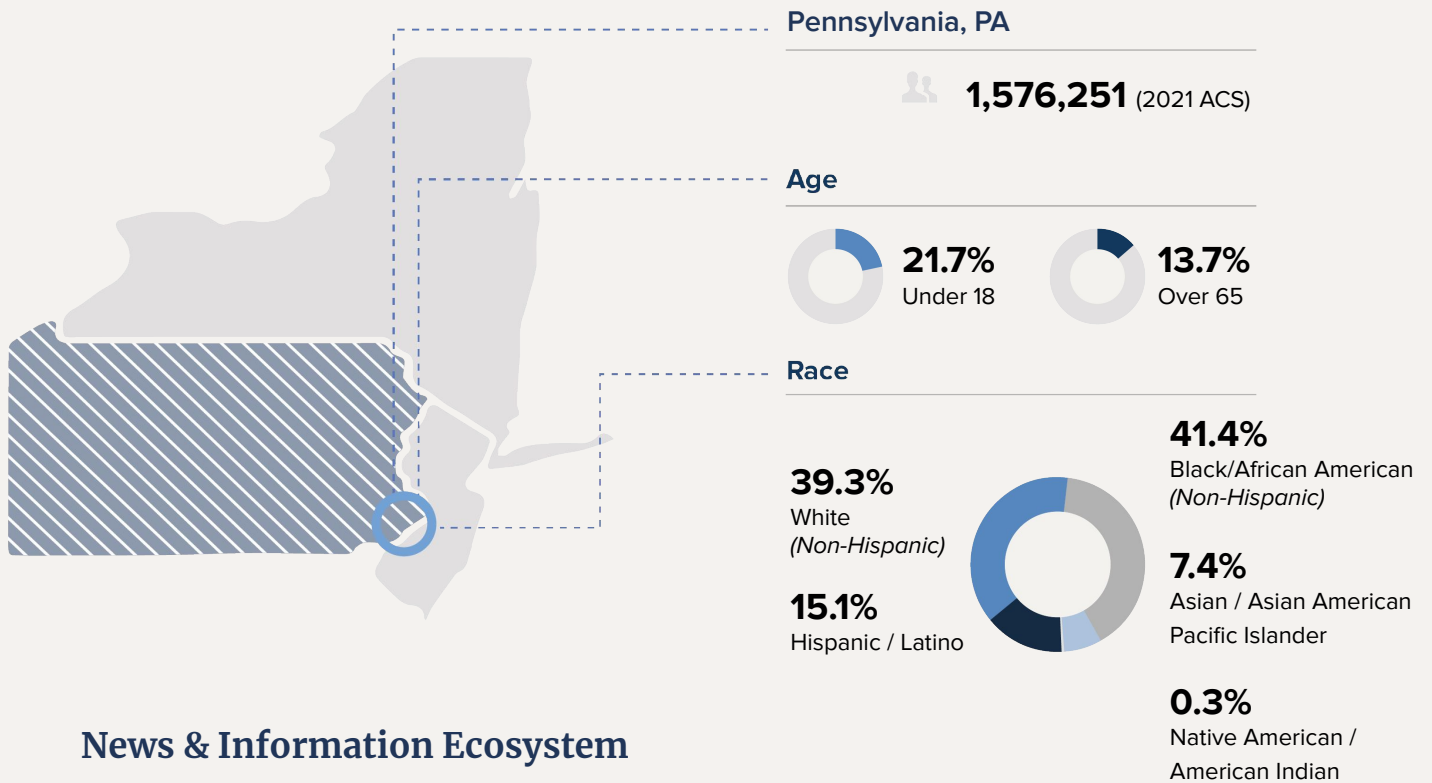 Pennsylvania, PA
1,576,251 (2021 ACS)
Age
21.7%
Under 18
13.7%
Over 65
Race
39.3%
White
(Non-Hispanic)
15.1%
Hispanic / Latino
41.4%
Black/African American
(Non-Hispanic)
7.4%
Asian / Asian American
Pacific Islander
0.3%
Native American /
American Indian
News & Information Ecosystem